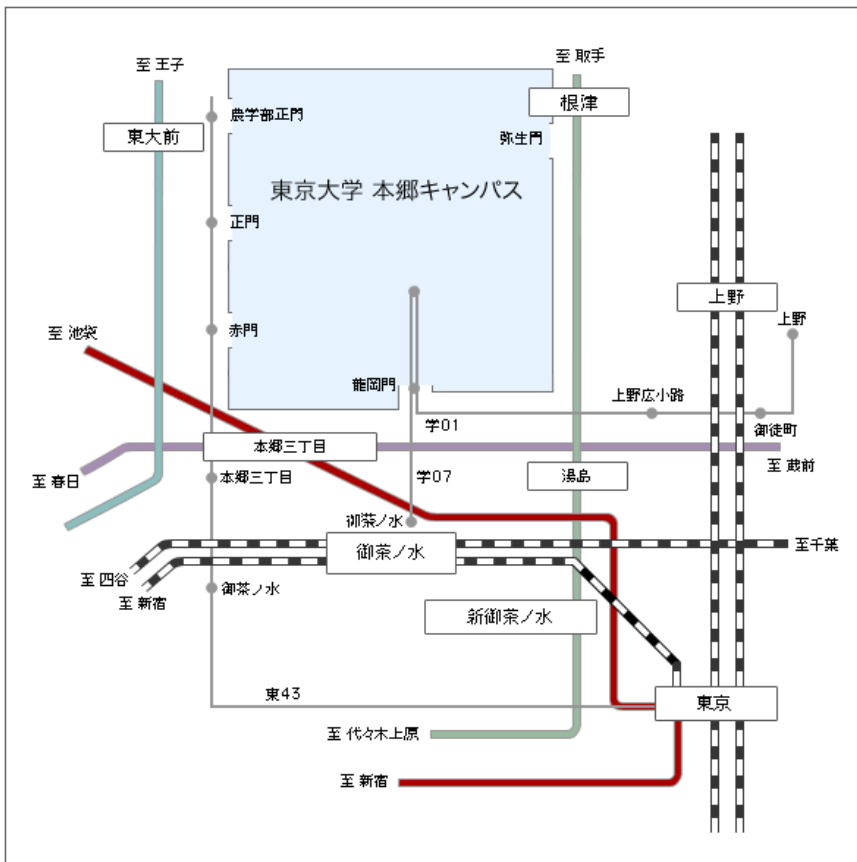 至 取手
至 王子
根津
農学部正門
東大前
弥生門
東京大学 本郷キャンパス
正門
上野
上野
赤門
至 池袋
龍岡門
上野広小路
御徒町
学01
本郷三丁目
至 蔵前
本郷三丁目
学07
湯島
至 春日
御茶ノ水
御茶ノ水
至千葉
至 四谷
至 新宿
御茶ノ水
新御茶ノ水
東43
東京
至 代々木上原
至 新宿